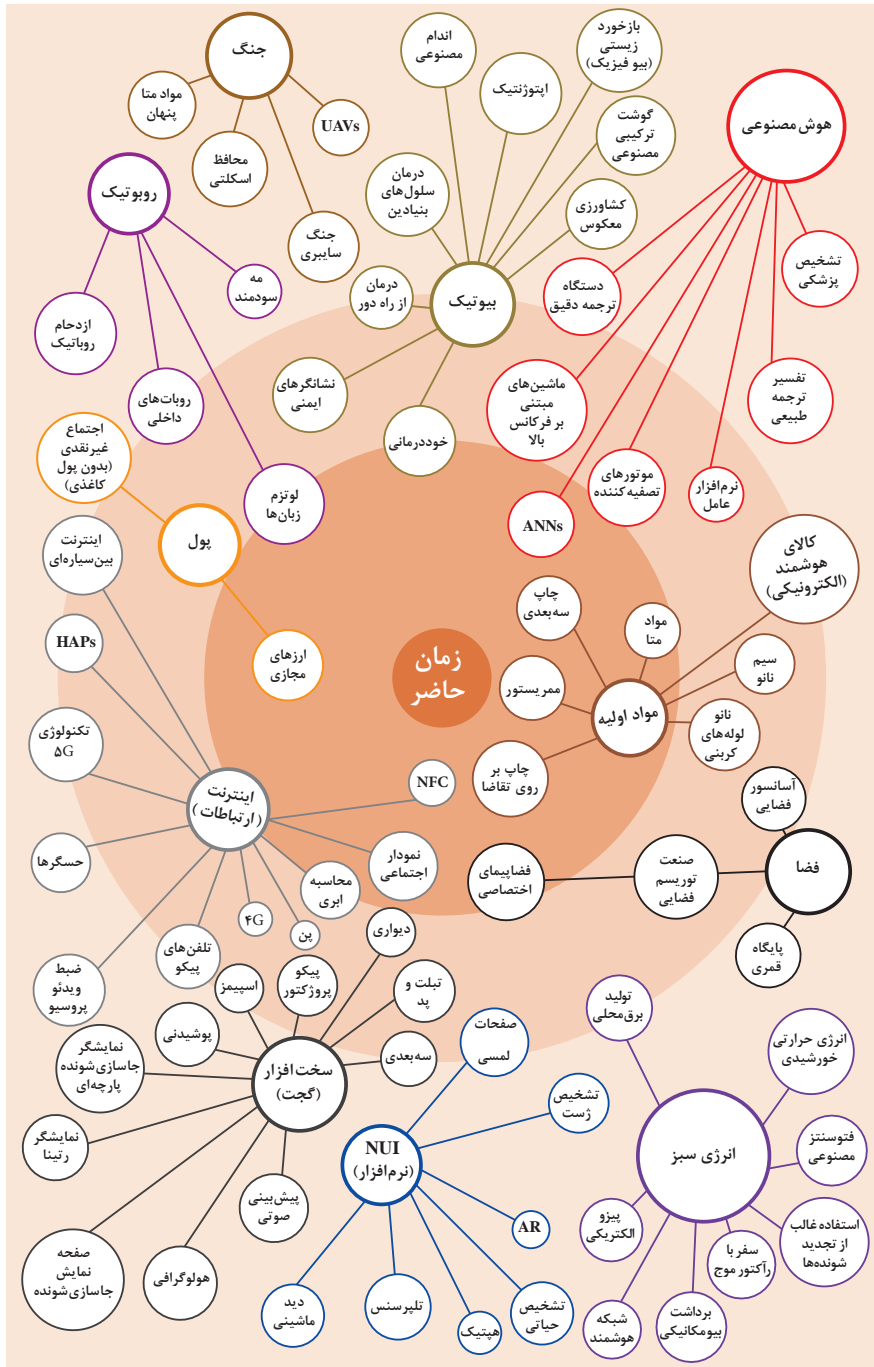 جنگ
مواد متا
پنهان
محافظ
اسکلتی
جنگ
سایبری
UAVs
روبوتیک
ازدحام
روباتیک
روبات‌های
داخلی
لوتزم
زبان‌ها
مه
سودمند
بیوتیک
اندام
مصنوعی
اپتوژنتیک
بازخورد
زیستی
(بیو فیزیک)
گوشت
ترکیبی
مصنوعی
کشاورزی
معکوس
درمان
سلول‌های
بنیادین
درمان
از راه دور
نشانگرهای
ایمنی
خوددرمانی
هوش مصنوعی
دستگاه
ترجمه دقیق
ماشین‌های
مبتنی
بر فرکانس
بالا
ANNs
موتورهای
تصفیه کننده
نرم‌افزار
عامل
تفسیر
ترجمه
طبیعی
تشخیص
پزشکی
پول
اجتماع
غیرنقدی
(بدون پول
کاغذی)
ارزهای
مجازی
زمان
حاضر
مواد اولیه
چاپ
سه‌بعدی
مواد
متا
کالای
هوشمند
(الکترونیکی)
سیم
نانو
نانو
لوله‌های
کربنی
ممریستور
چاپ بر
روی تقاضا
اینترنت
(ارتباطات)
اینترنت
بین‌سیاره‌ای
HAPs
تکنولوژی
۵G
حسگرها
ضبط
ویدئو
پروسیو
تلفن‌های
پیکو
۴G
پن
محاسبه
ابری
نمودار
اجتماعی
NFC
فضا
آسانسور
فضایی
صنعت
توریسم
فضایی
فضاپیمای
اختصاصی
پایگاه
قمری
سخت‌افزار
(گجت)
دیواری
پیکو
پروژکتور
اسپیمز
پوشیدنی
تبلت و
پد
سه‌بعدی
نمایشگر
جاسازی‌شونده
پارچه‌ای
نمایشگر
رتینا
صفحه
نمایش
جاسازی‌شونده
هولوگرافی
پیش‌بینی
صوتی
NUI
(نرم‌افزار)
صفحات
لمسی
تشخیص
ژست
AR
تشخیص
حیاتی
هپتیک
تلپرسنس
دید
ماشینی
انرژی سبز
تولید
برق‌محلی
انرژی حرارتی
خورشیدی
فتوسنتز
مصنوعی
استفاده غالب
از تجدید
شونده‌ها
سفر با
رآکتور موج
برداشت
بیومکانیکی
شبکه
هوشمند
پیزو
الکتریکی